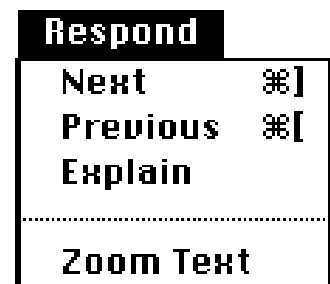 Respond
Next ⌘]
Previous ⌘[
Explain
Zoom Text